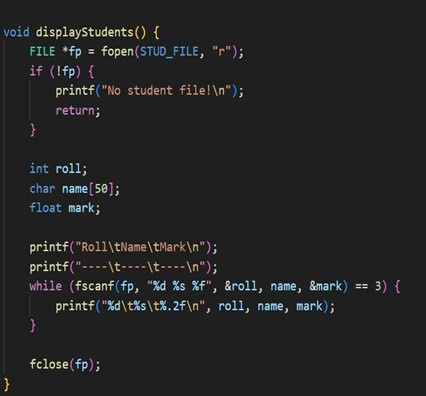 void displayStudents() {
    FILE *fp = fopen(STUD_FILE, "r");
    if (!fp) {
        printf("No student file!\n");
        return;
    }

    int roll;
    char name[50];
    float mark;

    printf("Roll\tName\tMark\n");
    printf("----\t----\t----\n");
    while (fscanf(fp, "%d %s %f", &roll, name, &mark) == 3) {
        printf("%d\t%s\t%.2f\n", roll, name, mark);
    }

    fclose(fp);
}